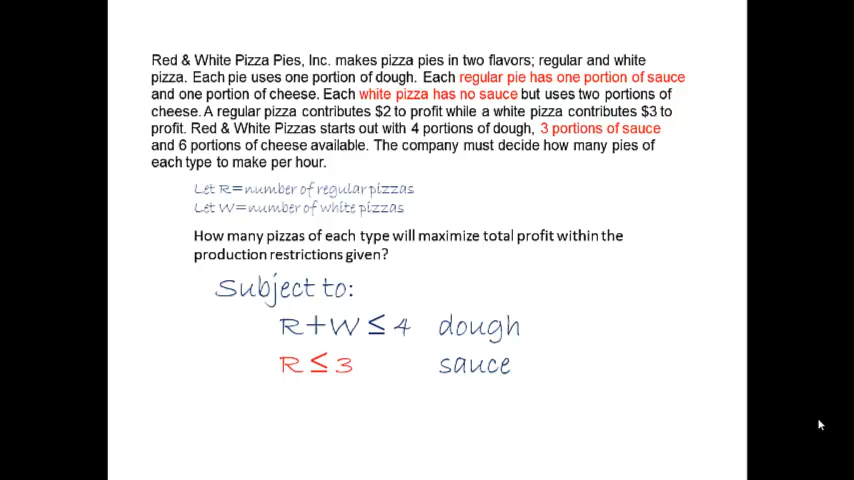 Red & White Pizza Pies, Inc. makes pizza pies in two flavors; regular and white
pizza. Each pie uses one portion of dough. Each regular pie has one portion of sauce
and one portion of cheese. Each white pizza has no sauce but uses two portions of
cheese. A regular pizza contributes $2 to profit while a white pizza contributes $3 to
profit. Red & White Pizzas starts out with 4 portions of dough, 3 portions of sauce
and 6 portions of cheese available. The company must decide how many pies of
each type to make per hour.
Let R=number of regular pizzas
Let W=number of white pizzas
How many pizzas of each type will maximize total profit within the
production restrictions given?
Subject to:
R+W ≤ 4 dough
R ≤ 3 sauce